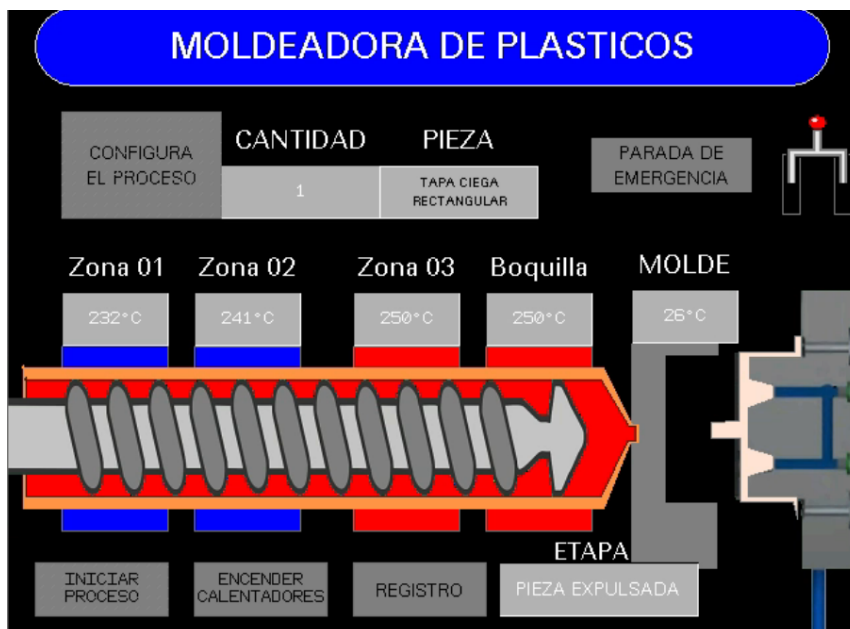 MOLDEADORA DE PLASTICOS
CONFIGURA
EL PROCESO
CANTIDAD
PIEZA
1
TAPA CIEGA
RECTANGULAR
PARADA DE
EMERGENCIA
Zona 01
Zona 02
Zona 03
Boquilla
MOLDE
232°C
241°C
250°C
250°C
26°C
ETAPA
INICIAR
PROCESO
ENCENDER
CALENTADORES
REGISTRO
PIEZA EXPULSADA